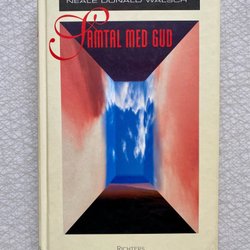 NEALE DONALD WALSCH
SAMTAL MED GUD
RICHTERS